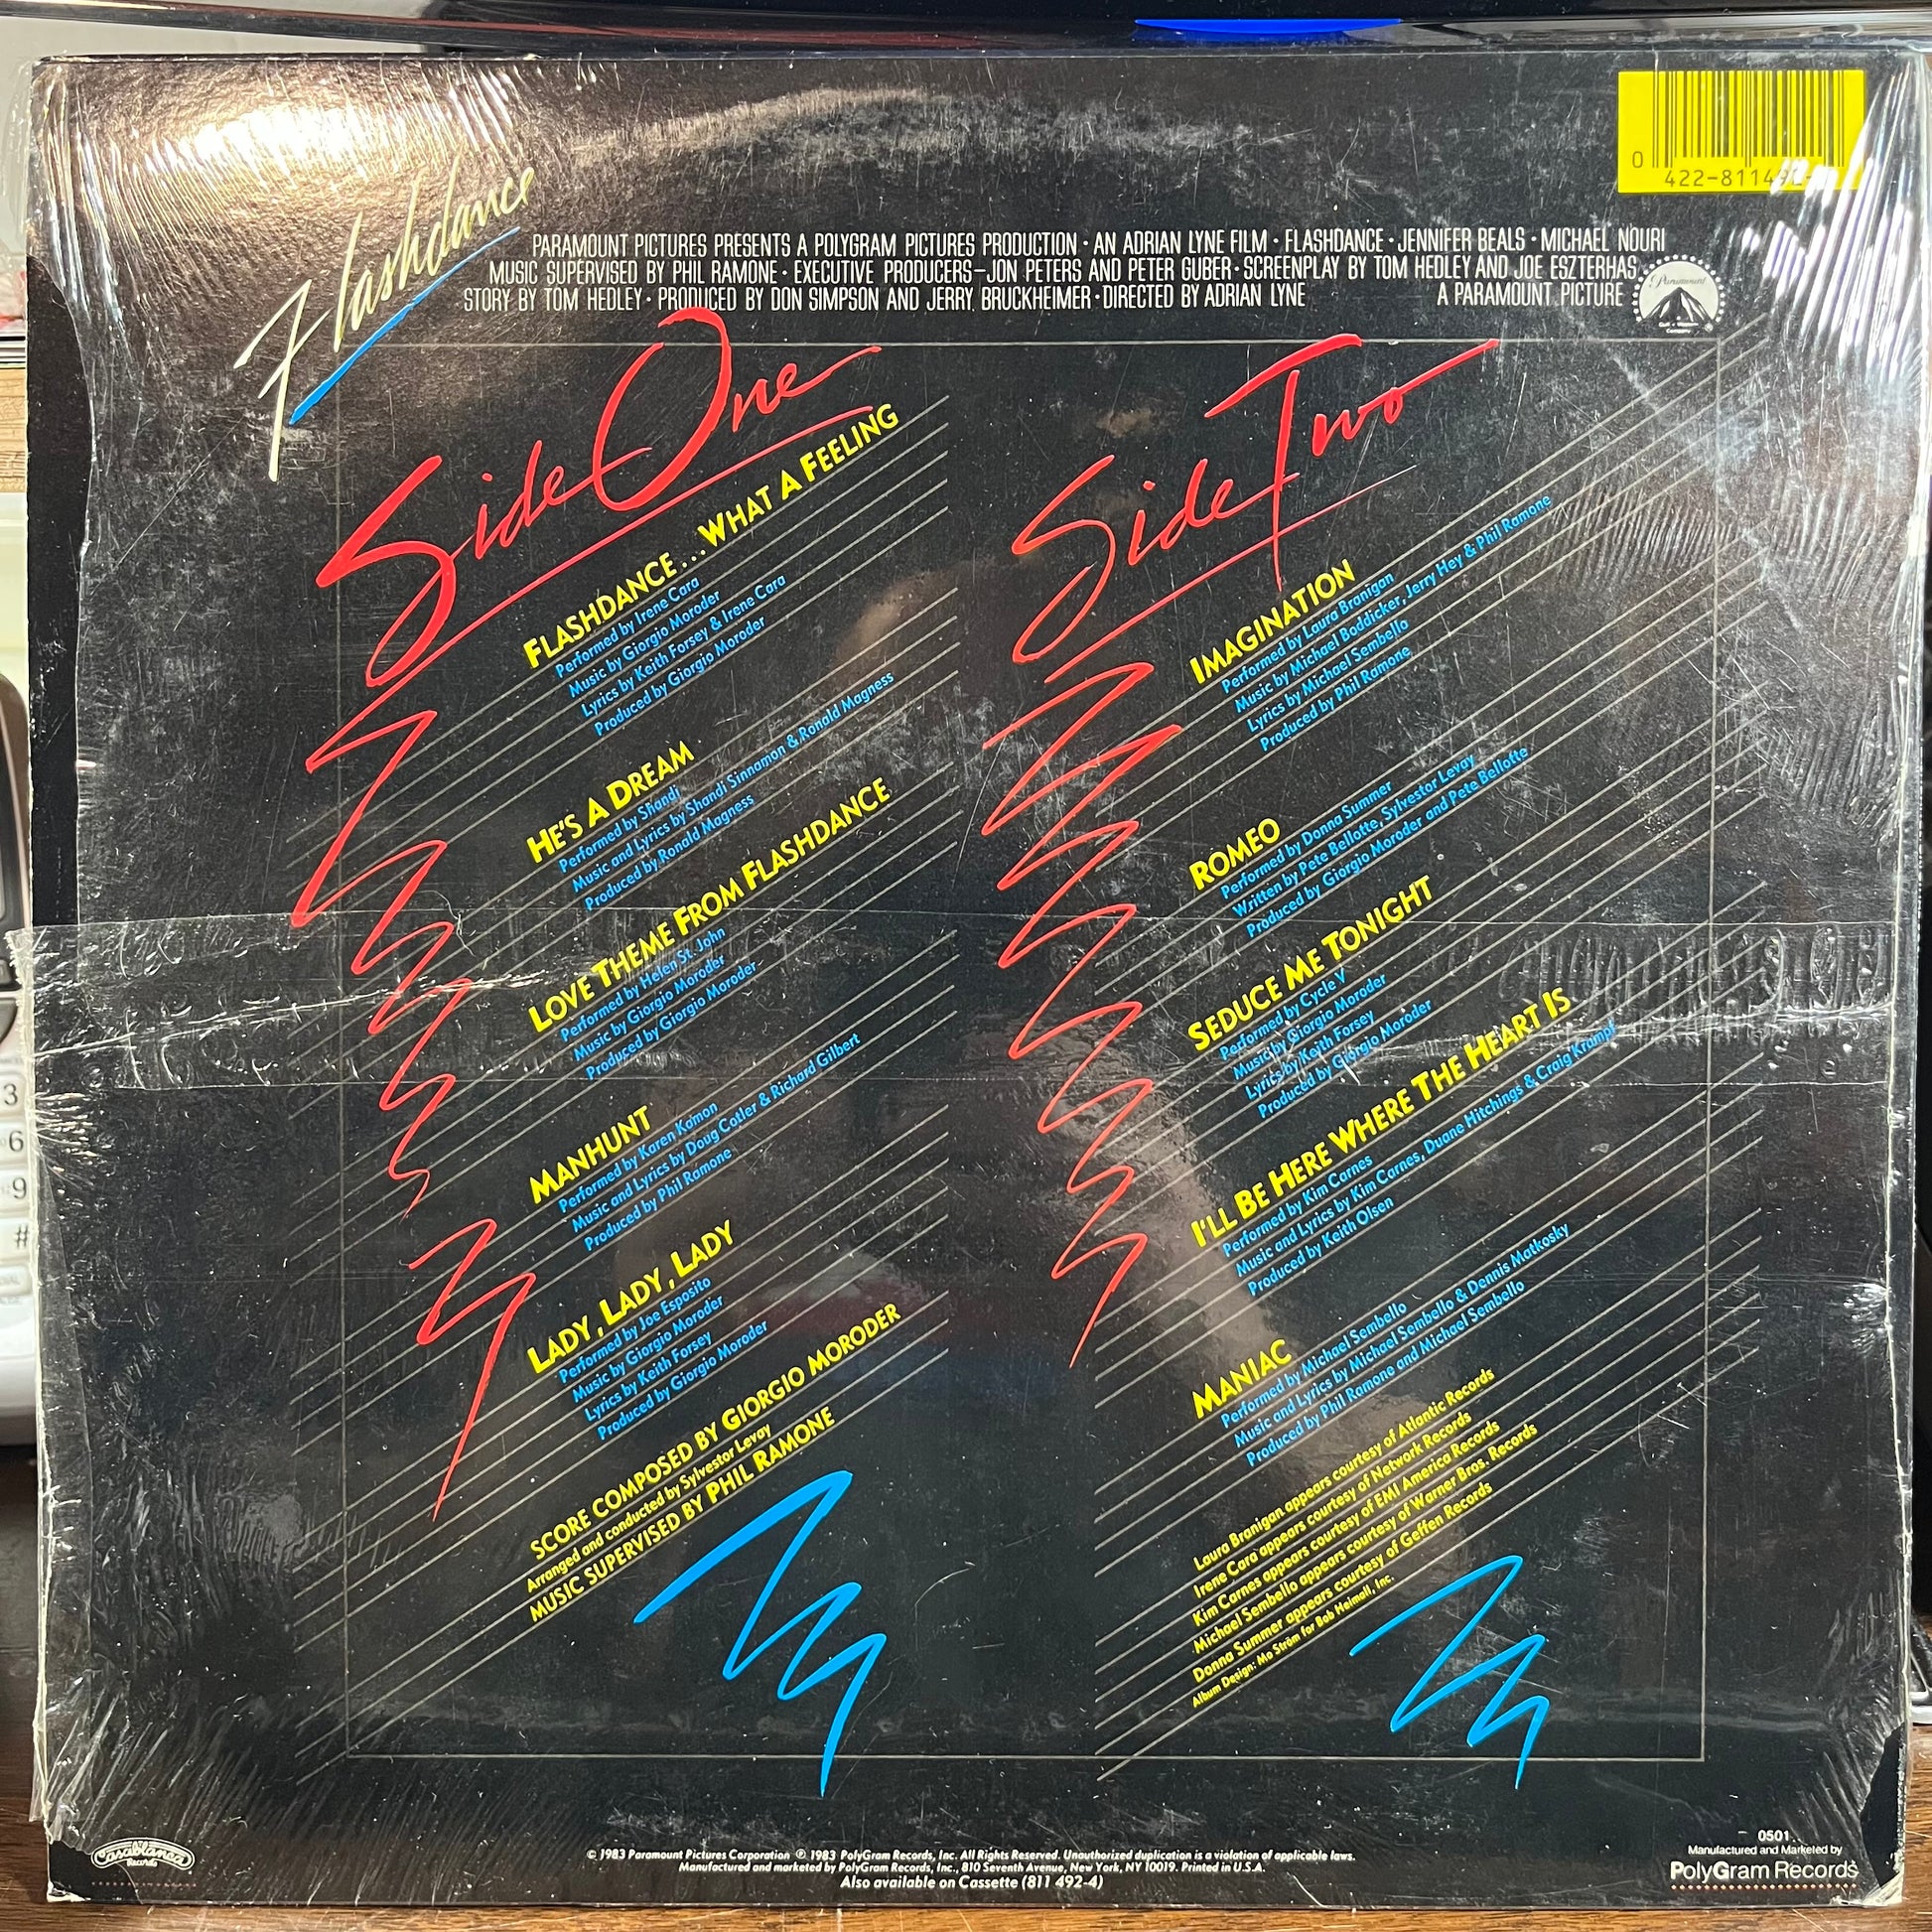 0
422-81149
Flashdance
PARAMOUNT PICTURES PRESENTS A POLYGRAM PICTURES PRODUCTION • AN ADRIAN LYNE FILM • FLASHDANCE • JENNIFER BEALS • MICHAEL NOURI
MUSIC SUPERVISED BY PHIL RAMONE • EXECUTIVE PRODUCERS—JON PETERS AND PETER GUBER • SCREENPLAY BY TOM HEDLEY AND JOE ESZTERHAS
STORY BY TOM HEDLEY • PRODUCED BY DON SIMPSON AND JERRY BRUCKHEIMER • DIRECTED BY ADRIAN LYNE A PARAMOUNT PICTURE
Paramount
Gulf + Western
Company
Side One
FLASHDANCE...WHAT A FEELING
Performed by Irene Cara
Music by Giorgio Moroder
Lyrics by Keith Forsey & Irene Cara
Produced by Giorgio Moroder
HE'S A DREAM
Performed by Shandi
Music and Lyrics by Shandi Sinnamon & Ronald Magness
Produced by Ronald Magness
LOVE THEME FROM FLASHDANCE
Performed by Helen St. John
Music by Giorgio Moroder
Produced by Giorgio Moroder
MANHUNT
Performed by Karen Kamon
Music and Lyrics by Doug Cotler & Richard Gilbert
Produced by Phil Ramone
LADY, LADY, LADY
Performed by Joe Esposito
Music by Giorgio Moroder
Lyrics by Keith Forsey
Produced by Giorgio Moroder
SCORE COMPOSED BY GIORGIO MORODER
Arranged and conducted by Sylvestor Levay
MUSIC SUPERVISED BY PHIL RAMONE
Side Two
IMAGINATION
Performed by Laura Branigan
Music by Michael Boddicker, Jerry Hey & Phil Ramone
Lyrics by Michael Sembello
Produced by Phil Ramone
ROMEO
Performed by Donna Summer
Written by Pete Bellotte, Sylvestor Levay
Produced by Giorgio Moroder and Pete Bellotte
SEDUCE ME TONIGHT
Performed by Cycle V
Music by Giorgio Moroder
Lyrics by Keith Forsey
Produced by Giorgio Moroder
I'LL BE HERE WHERE THE HEART IS
Performed by Kim Carnes
Music and Lyrics by Kim Carnes, Duane Hitchings & Craig Krampf
Produced by Keith Olsen
MANIAC
Performed by Michael Sembello
Music and Lyrics by Michael Sembello & Dennis Matkosky
Produced by Phil Ramone and Michael Sembello
Laura Branigan appears courtesy of Atlantic Records
Irene Cara appears courtesy of Network Records
Kim Carnes appears courtesy of EMI America Records
Michael Sembello appears courtesy of Warner Bros. Records
Donna Summer appears courtesy of Geffen Records
Album Design: Mo Ström for Bob Heimall, Inc.
Casablanca
Records
© 1983 Paramount Pictures Corporation ℗ 1983 PolyGram Records, Inc. All Rights Reserved. Unauthorized duplication is a violation of applicable laws.
Manufactured and marketed by PolyGram Records, Inc., 810 Seventh Avenue, New York, NY 10019. Printed in U.S.A.
Also available on Cassette (811 492-4)
0501
Manufactured and Marketed by
PolyGram Records
3
6
9
#